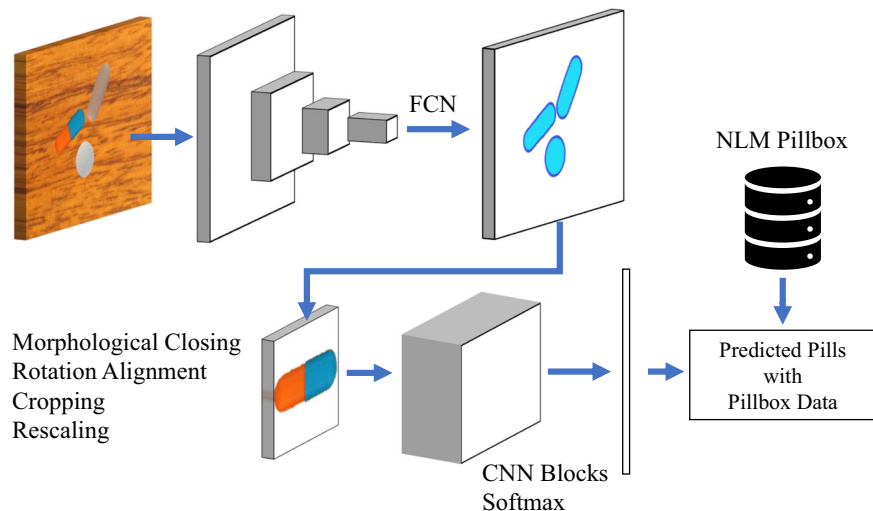 FCN
NLM Pillbox
Morphological Closing
Rotation Alignment
Cropping
Rescaling
Predicted Pills
with
Pillbox Data
CNN Blocks
Softmax